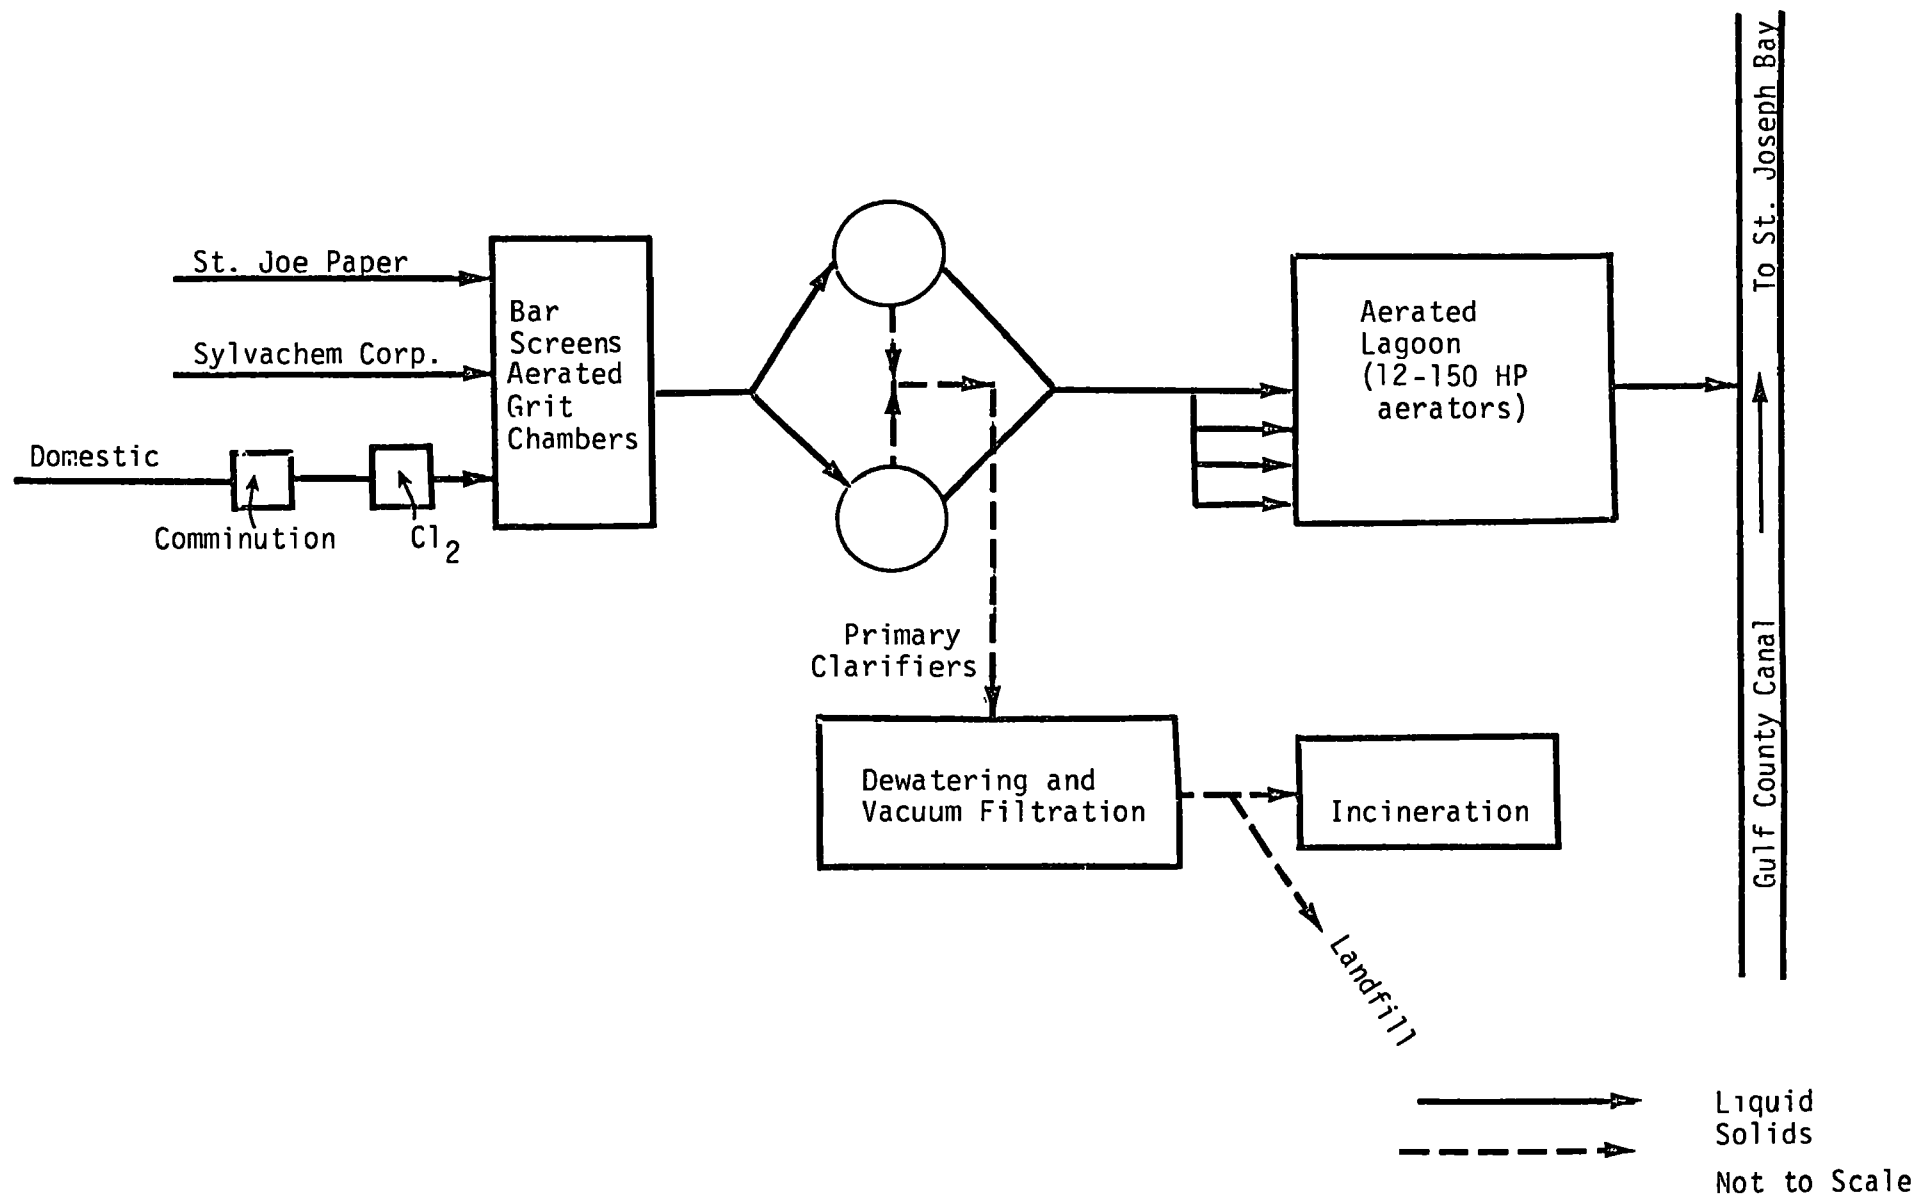 St. Joe Paper
Sylvachem Corp.
Domestic
Comminution
Cl2
Bar
Screens
Aerated
Grit
Chambers
Primary
Clarifiers
Aerated
Lagoon
(12-150 HP
aerators)
To St. Joseph Bay
Gulf County Canal
Dewatering and
Vacuum Filtration
Incineration
Landfill
Liquid
Solids
Not to Scale